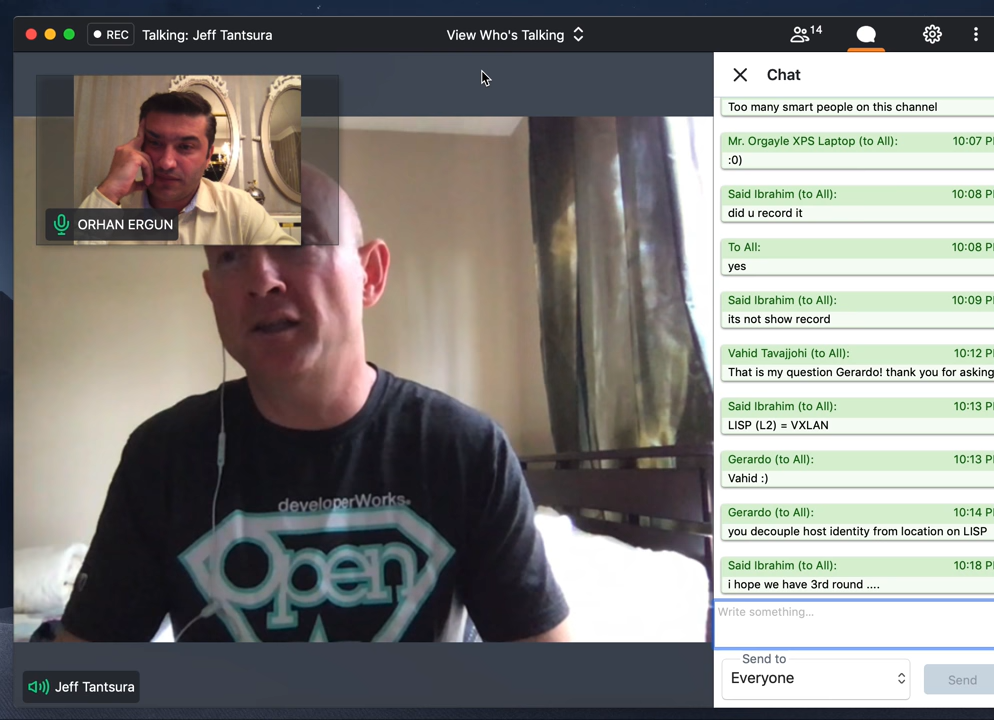 REC
Talking: Jeff Tantsura
View Who's Talking
14
ORHAN ERGUN
developerWorks.
Open
Jeff Tantsura
Chat
Too many smart people on this channel
Mr. Orgayle XPS Laptop (to All): 10:07 P
:0)
Said Ibrahim (to All): 10:08 P
did u record it
To All: 10:08 P
yes
Said Ibrahim (to All): 10:09 P
its not show record
Vahid Tavajjohi (to All): 10:12 P
That is my question Gerardo! thank you for asking
Said Ibrahim (to All): 10:13 P
LISP (L2) = VXLAN
Gerardo (to All): 10:13 P
Vahid :)
Gerardo (to All): 10:14 P
you decouple host identity from location on LISP
Said Ibrahim (to All): 10:18 P
i hope we have 3rd round ....
Write something...
Send to
Everyone
Send